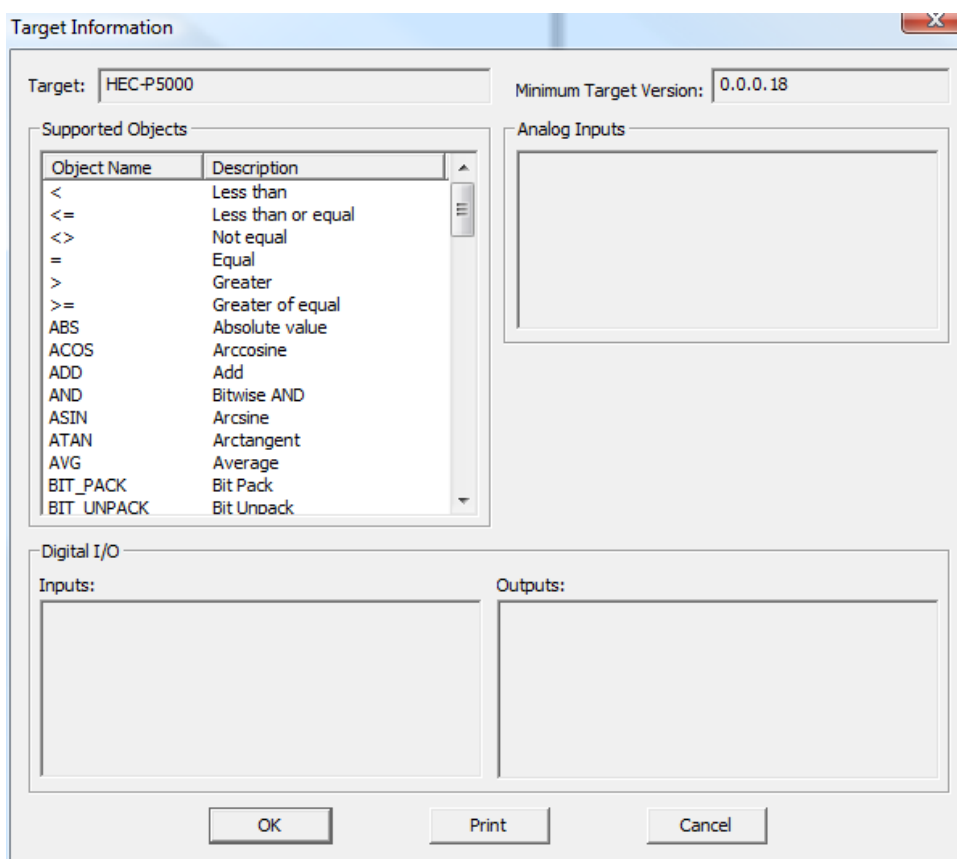 Target Information
Target: HEC-P5000
Minimum Target Version: 0.0.0.18
Supported Objects
Object Name Description
< Less than
<= Less than or equal
<> Not equal
= Equal
> Greater
>= Greater of equal
ABS Absolute value
ACOS Arccosine
ADD Add
AND Bitwise AND
ASIN Arcsine
ATAN Arctangent
AVG Average
BIT_PACK Bit Pack
BIT_UNPACK Bit Unpack
Analog Inputs
Digital I/O
Inputs:
Outputs:
OK Print Cancel